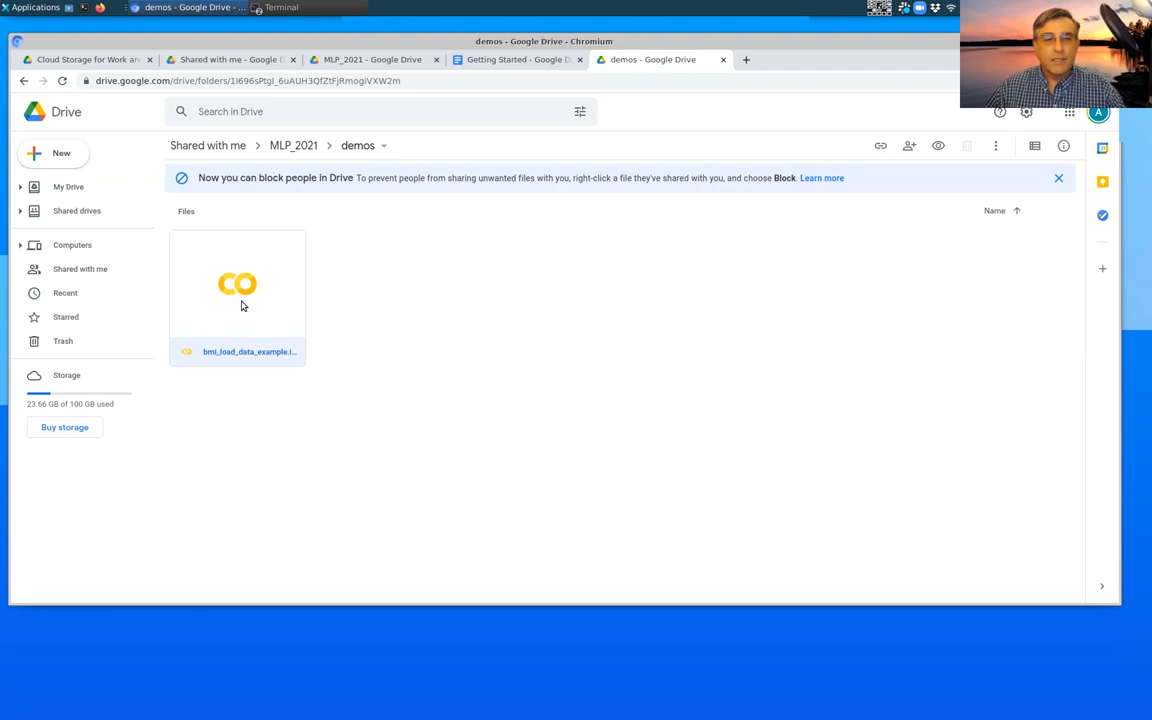 Applications
demos - Google Drive - ...
2
Terminal
demos - Google Drive - Chromium
Cloud Storage for Work an
Shared with me - Google D
MLP_2021 - Google Drive
Getting Started - Google D
demos - Google Drive
drive.google.com/drive/folders/1I696sPtgI_6uAUH3QfZtFjRmogiVXW2m
Drive
Search in Drive
A
New
Shared with me
MLP_2021
demos
Now you can block people in Drive To prevent people from sharing unwanted files with you, right-click a file they've shared with you, and choose Block. Learn more
My Drive
Shared drives
Computers
Shared with me
Recent
Starred
Trash
Storage
23.66 GB of 100 GB used
Buy storage
Files
Name
bmi_load_data_example.i...